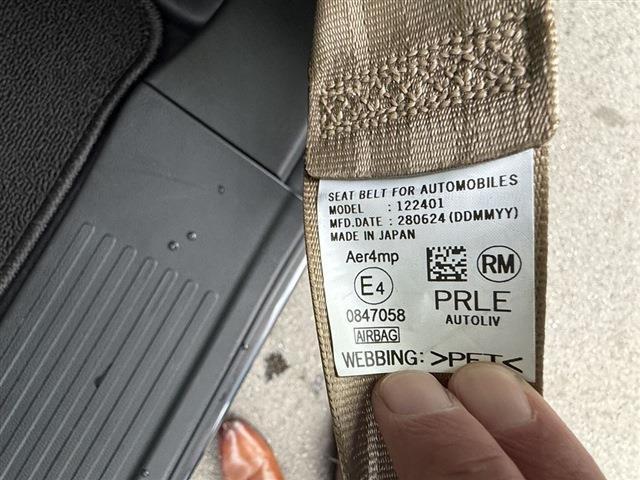 SEAT BELT FOR AUTOMOBILES
MODEL : 122401
MFD.DATE : 280624 (DDMMYY)
MADE IN JAPAN
Aer4mp
RM
E4
PRLE
0847058
AUTOLIV
AIRBAG
WEBBING: >PET<